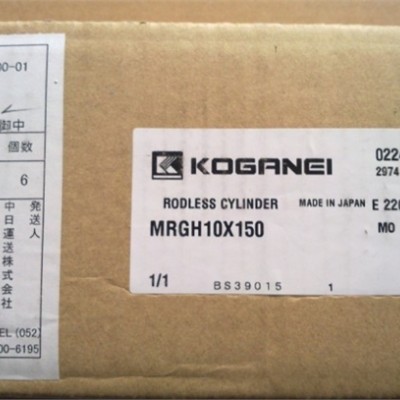 00-01
御中
個数
6
発送人
中日運送株式会社
EL (052)
00-6195
KOGANEI
022
2974
RODLESS CYLINDER
MADE IN JAPAN
E 220
MRGH10X150
MO
1/1
BS39015
1